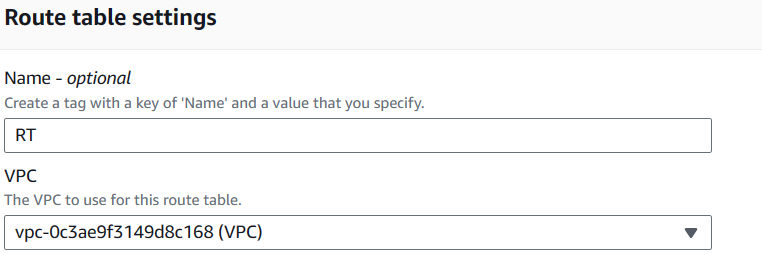 Route table settings
Name - optional
Create a tag with a key of 'Name' and a value that you specify.
RT
VPC
The VPC to use for this route table.
vpc-0c3ae9f3149d8c168 (VPC)